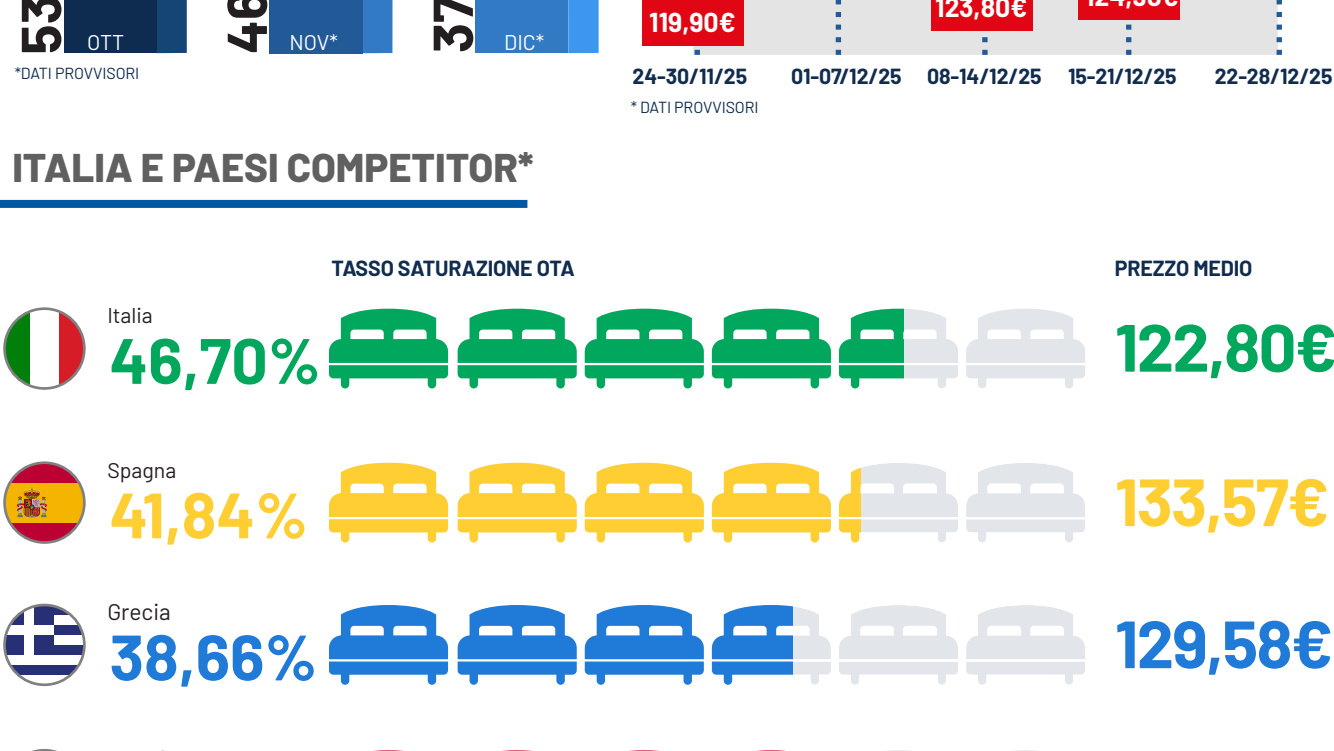 53
OTT
46
NOV*
37
DIC*
*DATI PROVVISORI
119,90€
123,80€
24-30/11/25
01-07/12/25
08-14/12/25
15-21/12/25
22-28/12/25
* DATI PROVVISORI
ITALIA E PAESI COMPETITOR*
TASSO SATURAZIONE OTA
PREZZO MEDIO
Italia
46,70%
122,80€
Spagna
41,84%
133,57€
Grecia
38,66%
129,58€